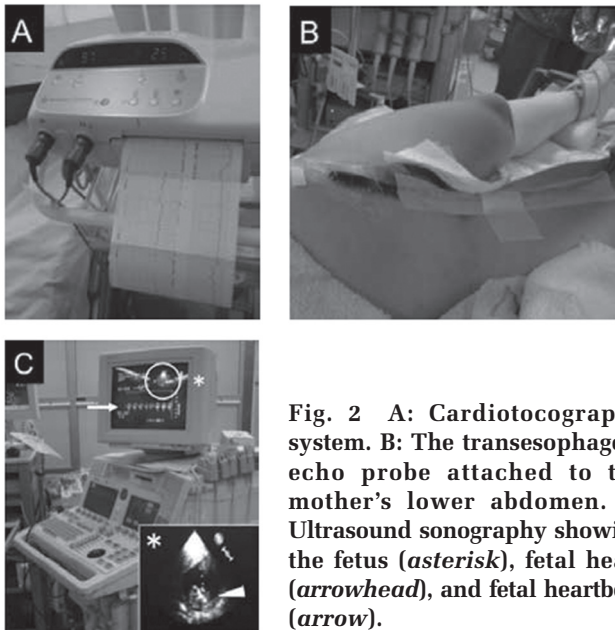 A
B
C
*
*
Fig. 2 A: Cardiotocograp
system. B: The transesophage
echo probe attached to t
mother's lower abdomen.
Ultrasound sonography showi
the fetus (asterisk), fetal hea
(arrowhead), and fetal heartbe
(arrow).